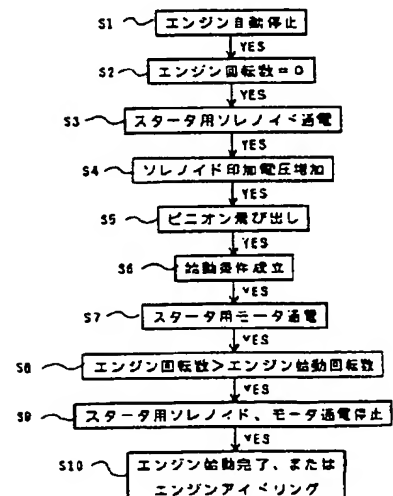 S1 エンジン自動停止
YES
S2 エンジン回転数=0
YES
S3 スタータ用ソレノイド通電
YES
S4 ソレノイド印加電圧増加
YES
S5 ピニオン飛び出し
YES
S6 始動条件成立
YES
S7 スタータ用モータ通電
YES
S8 エンジン回転数>エンジン始動回転数
YES
S9 スタータ用ソレノイド、モータ通電停止
YES
S10 エンジン始動完了、または
エンジンアイドリング